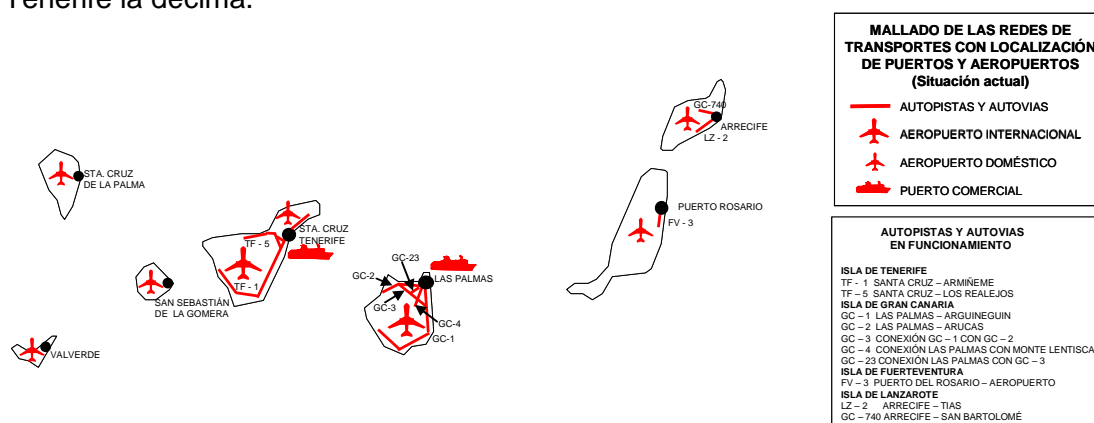 Tenerife la décima.
MALLADO DE LAS REDES DE
TRANSPORTES CON LOCALIZACIÓN
DE PUERTOS Y AEROPUERTOS
(Situación actual)
AUTOPISTAS Y AUTOVIAS
AEROPUERTO INTERNACIONAL
AEROPUERTO DOMÉSTICO
PUERTO COMERCIAL
GC-740
ARRECIFE
LZ - 2
STA. CRUZ
DE LA PALMA
PUERTO ROSARIO
FV - 3
STA. CRUZ
TENERIFE
TF - 5
TF - 1
GC-23
GC-2
LAS PALMAS
GC-3
GC-4
GC-1
SAN SEBASTIÁN
DE LA GOMERA
VALVERDE
AUTOPISTAS Y AUTOVIAS
EN FUNCIONAMIENTO
ISLA DE TENERIFE
TF - 1 SANTA CRUZ – ARMIÑEME
TF – 5 SANTA CRUZ – LOS REALEJOS
ISLA DE GRAN CANARIA
GC – 1 LAS PALMAS – ARGUINEGUIN
GC – 2 LAS PALMAS – ARUCAS
GC – 3 CONEXIÓN GC – 1 CON GC – 2
GC – 4 CONEXIÓN LAS PALMAS CON MONTE LENTISCA
GC – 23 CONEXIÓN LAS PALMAS CON GC – 3
ISLA DE FUERTEVENTURA
FV – 3 PUERTO DEL ROSARIO – AEROPUERTO
ISLA DE LANZAROTE
LZ – 2 ARRECIFE – TIAS
GC – 740 ARRECIFE – SAN BARTOLOMÉ